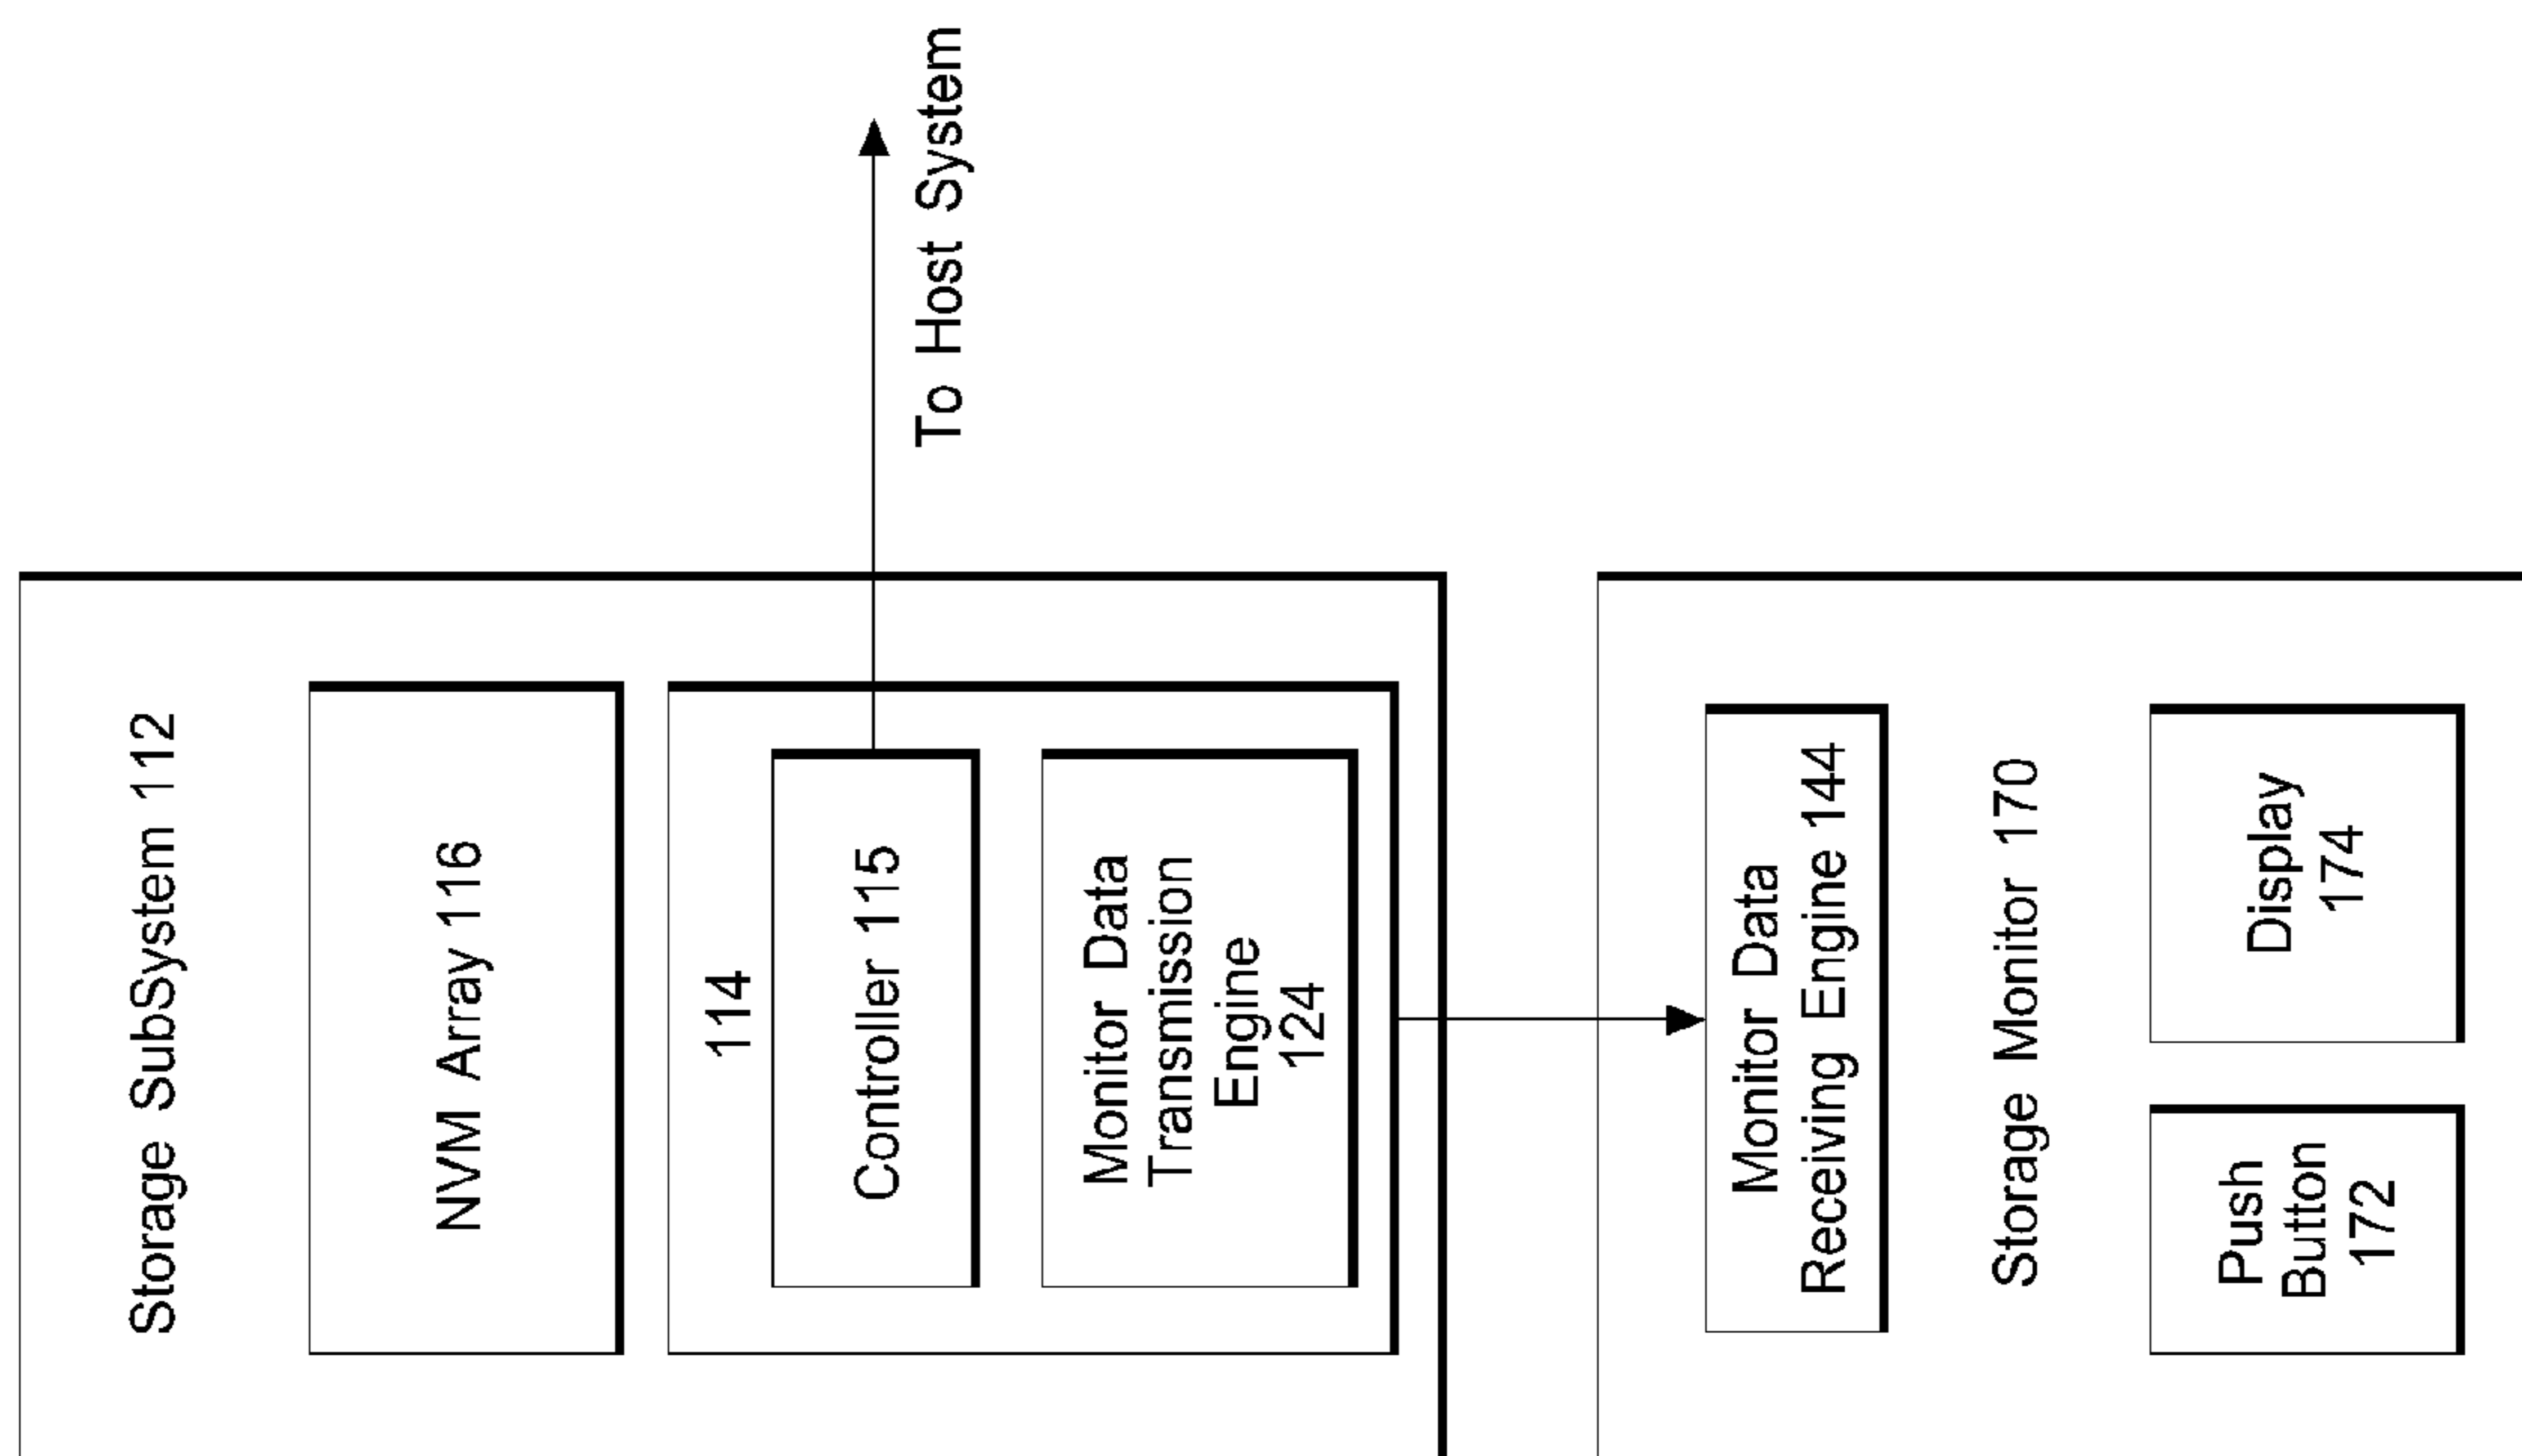 Storage SubSystem 112
NVM Array 116
114
Controller 115
Monitor Data
Transmission
Engine
124
To Host System
Monitor Data
Receiving Engine 144
Storage Monitor 170
Push
Button
172
Display
174